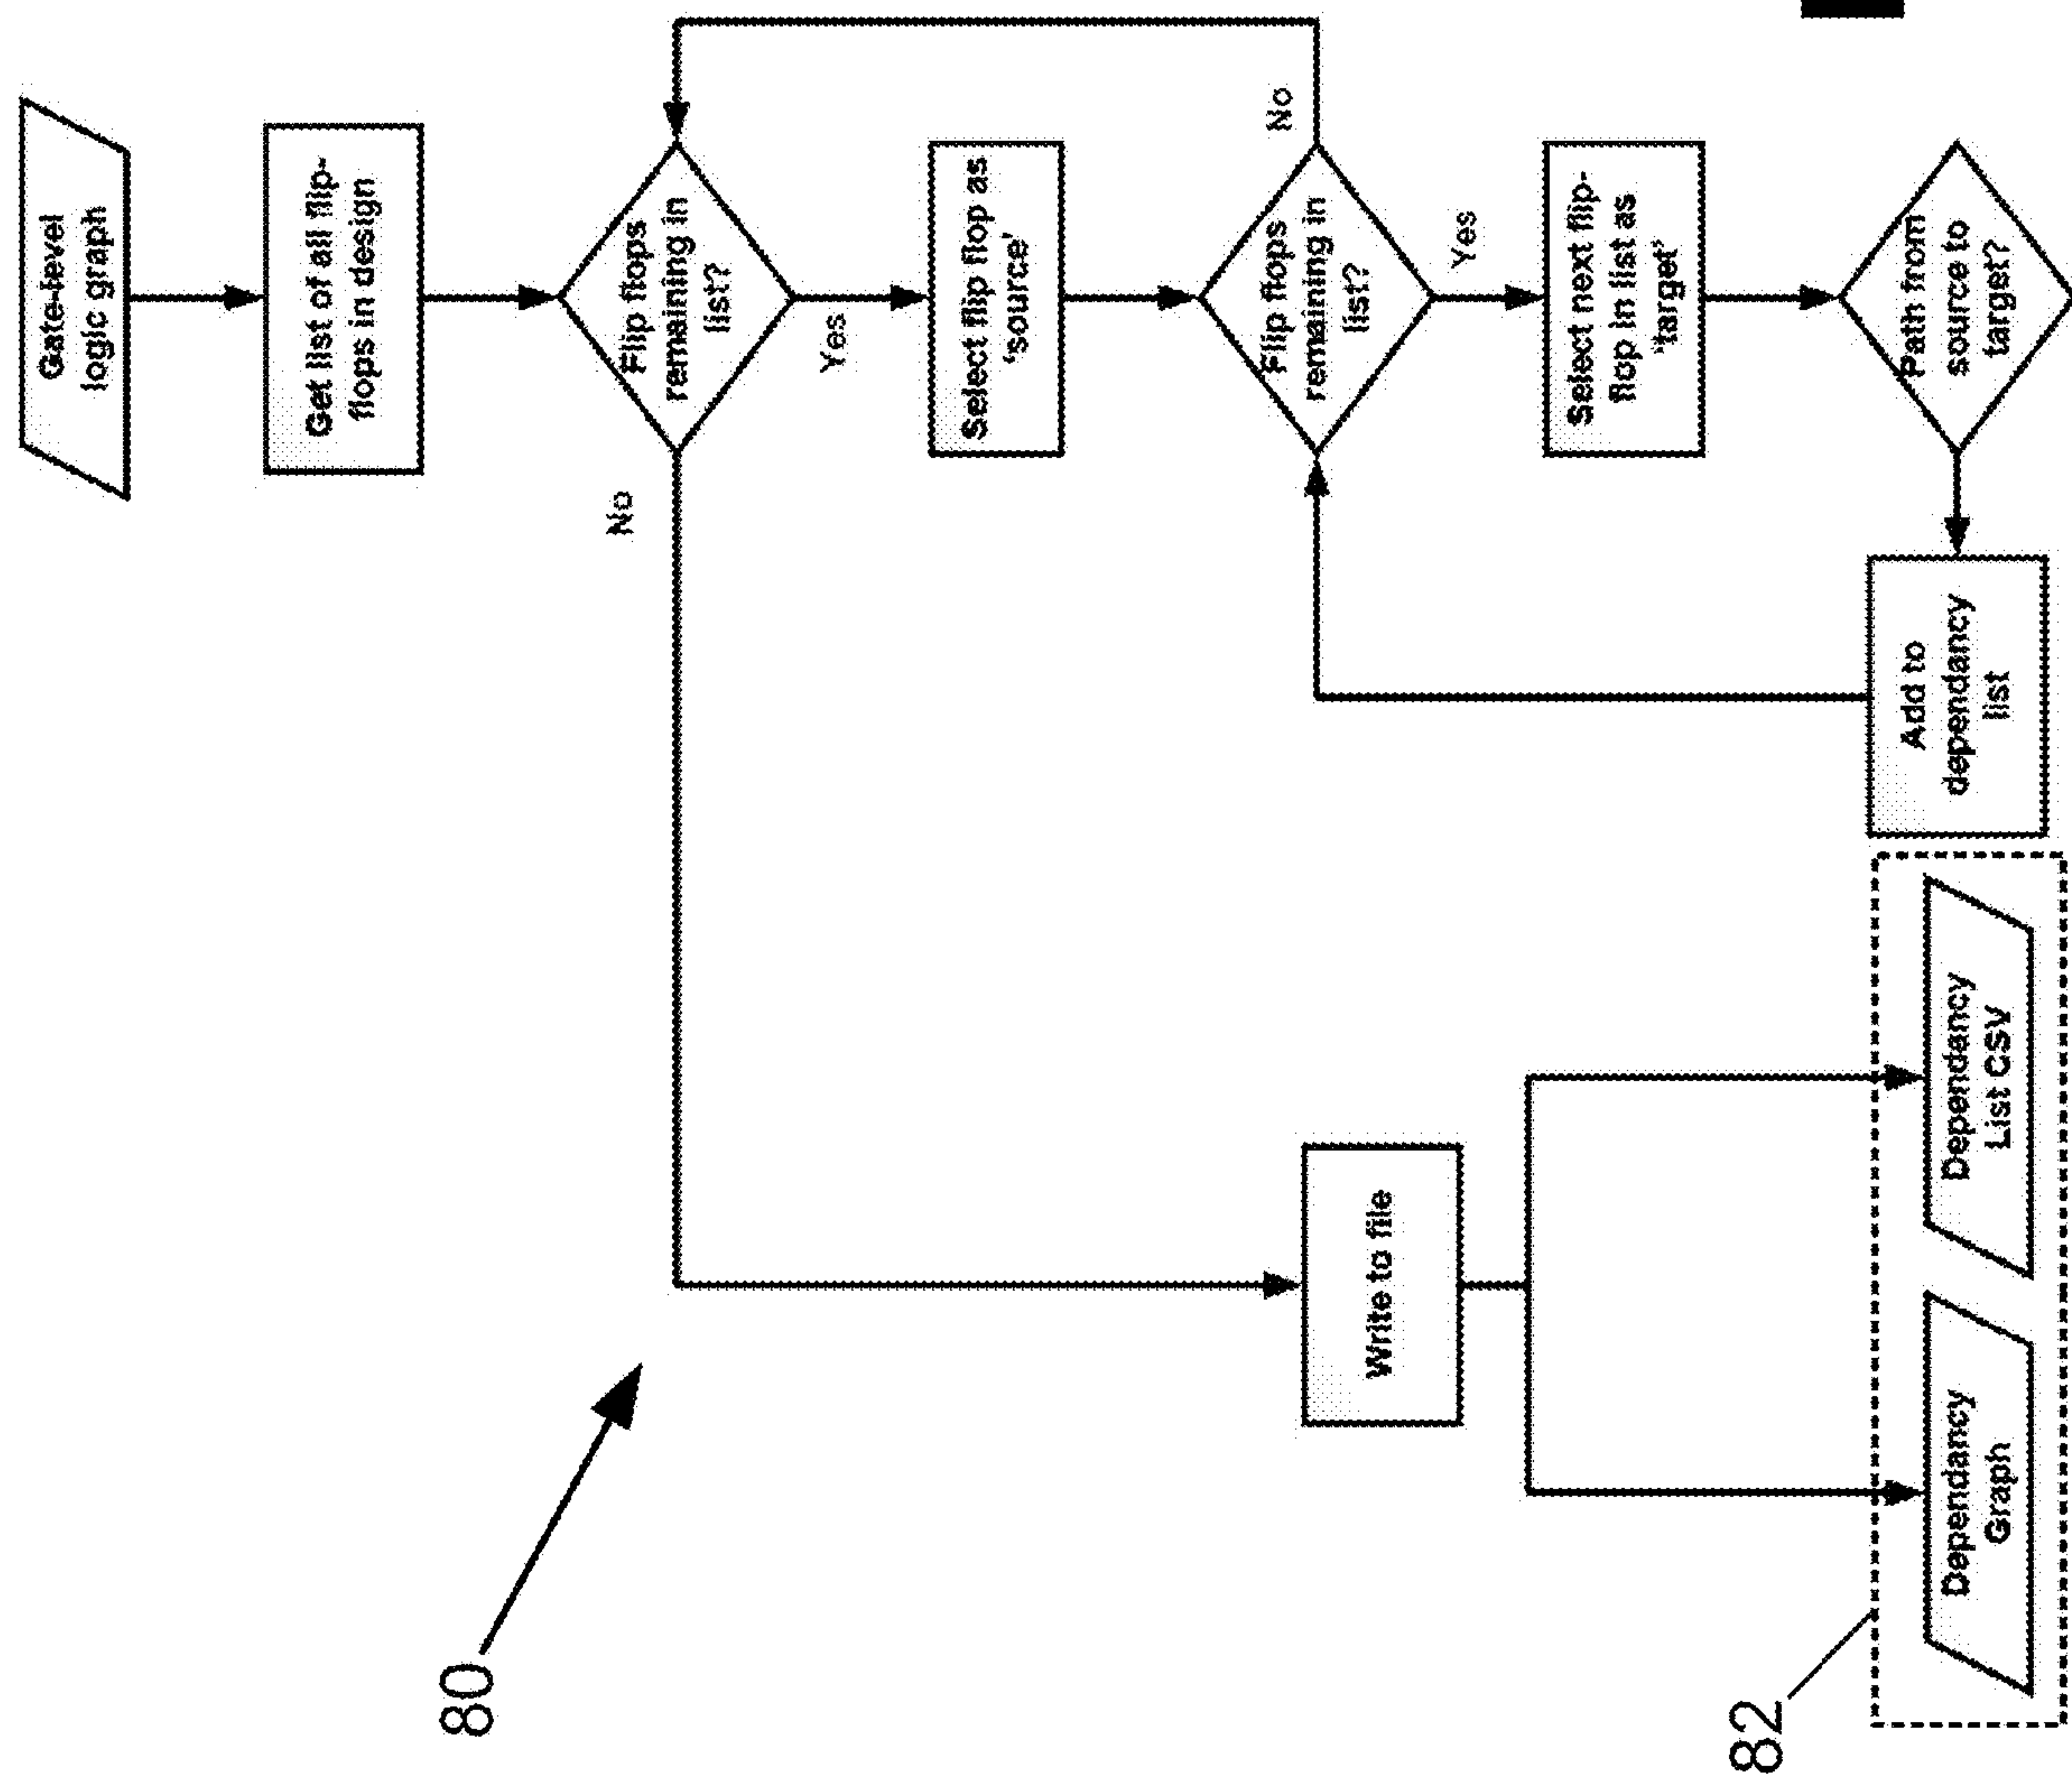 Gate-level
logic graph
Get list of all flip-
flops in design
Flip flops
remaining in
list?
No
Yes
Select flip flop as
'source'
Flip flops
remaining in
list?
No
Yes
Select next flip-
flop in list as
'target'
Path from
source to
target?
Add to
dependancy
list
Write to file
Dependancy
List CSV
Dependancy
Graph
80
82